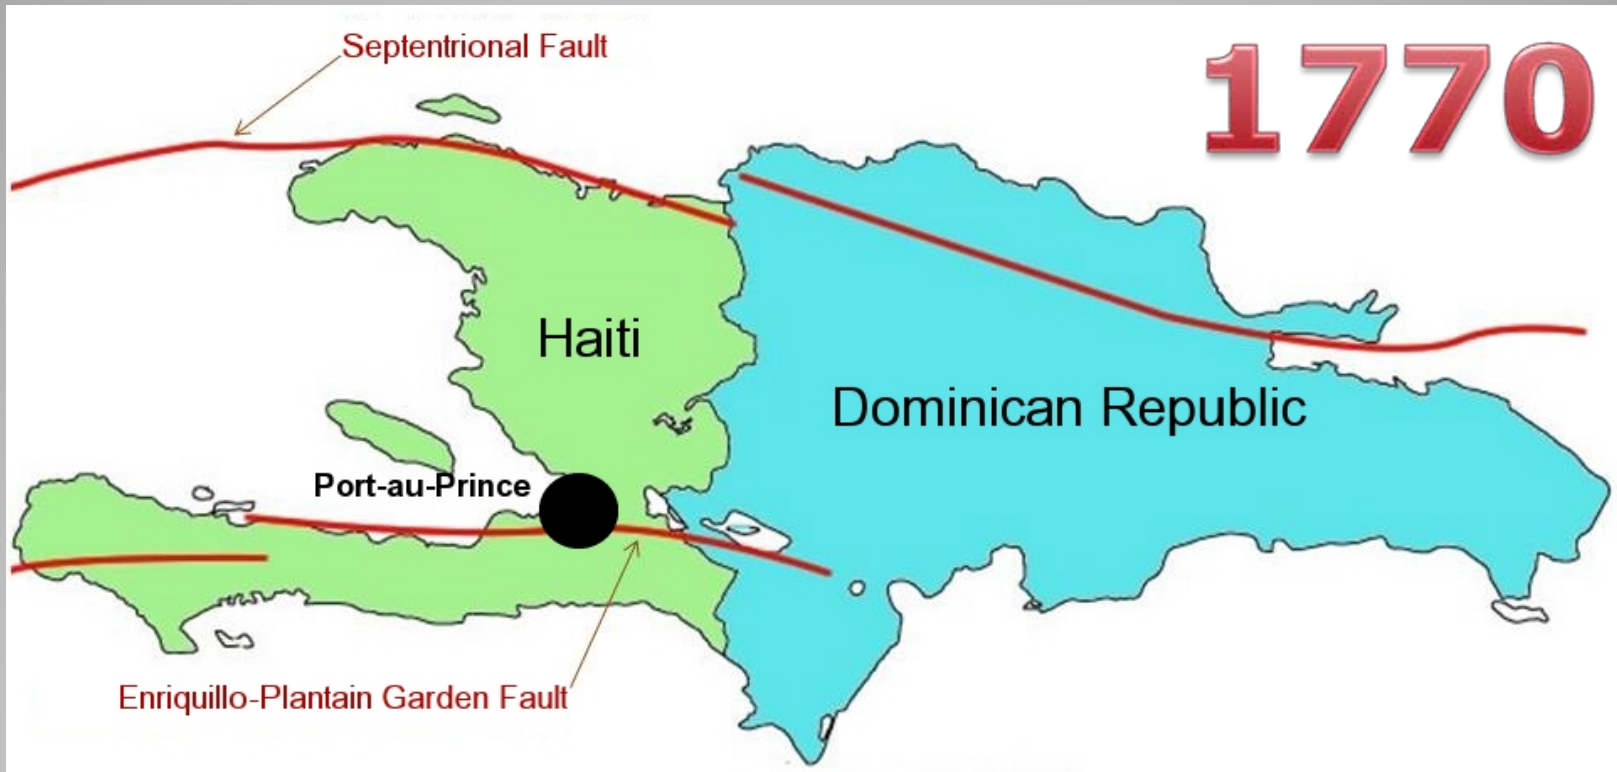 Septentrional Fault
1770
Haiti
Dominican Republic
Port-au-Prince
Enriquillo-Plantain Garden Fault